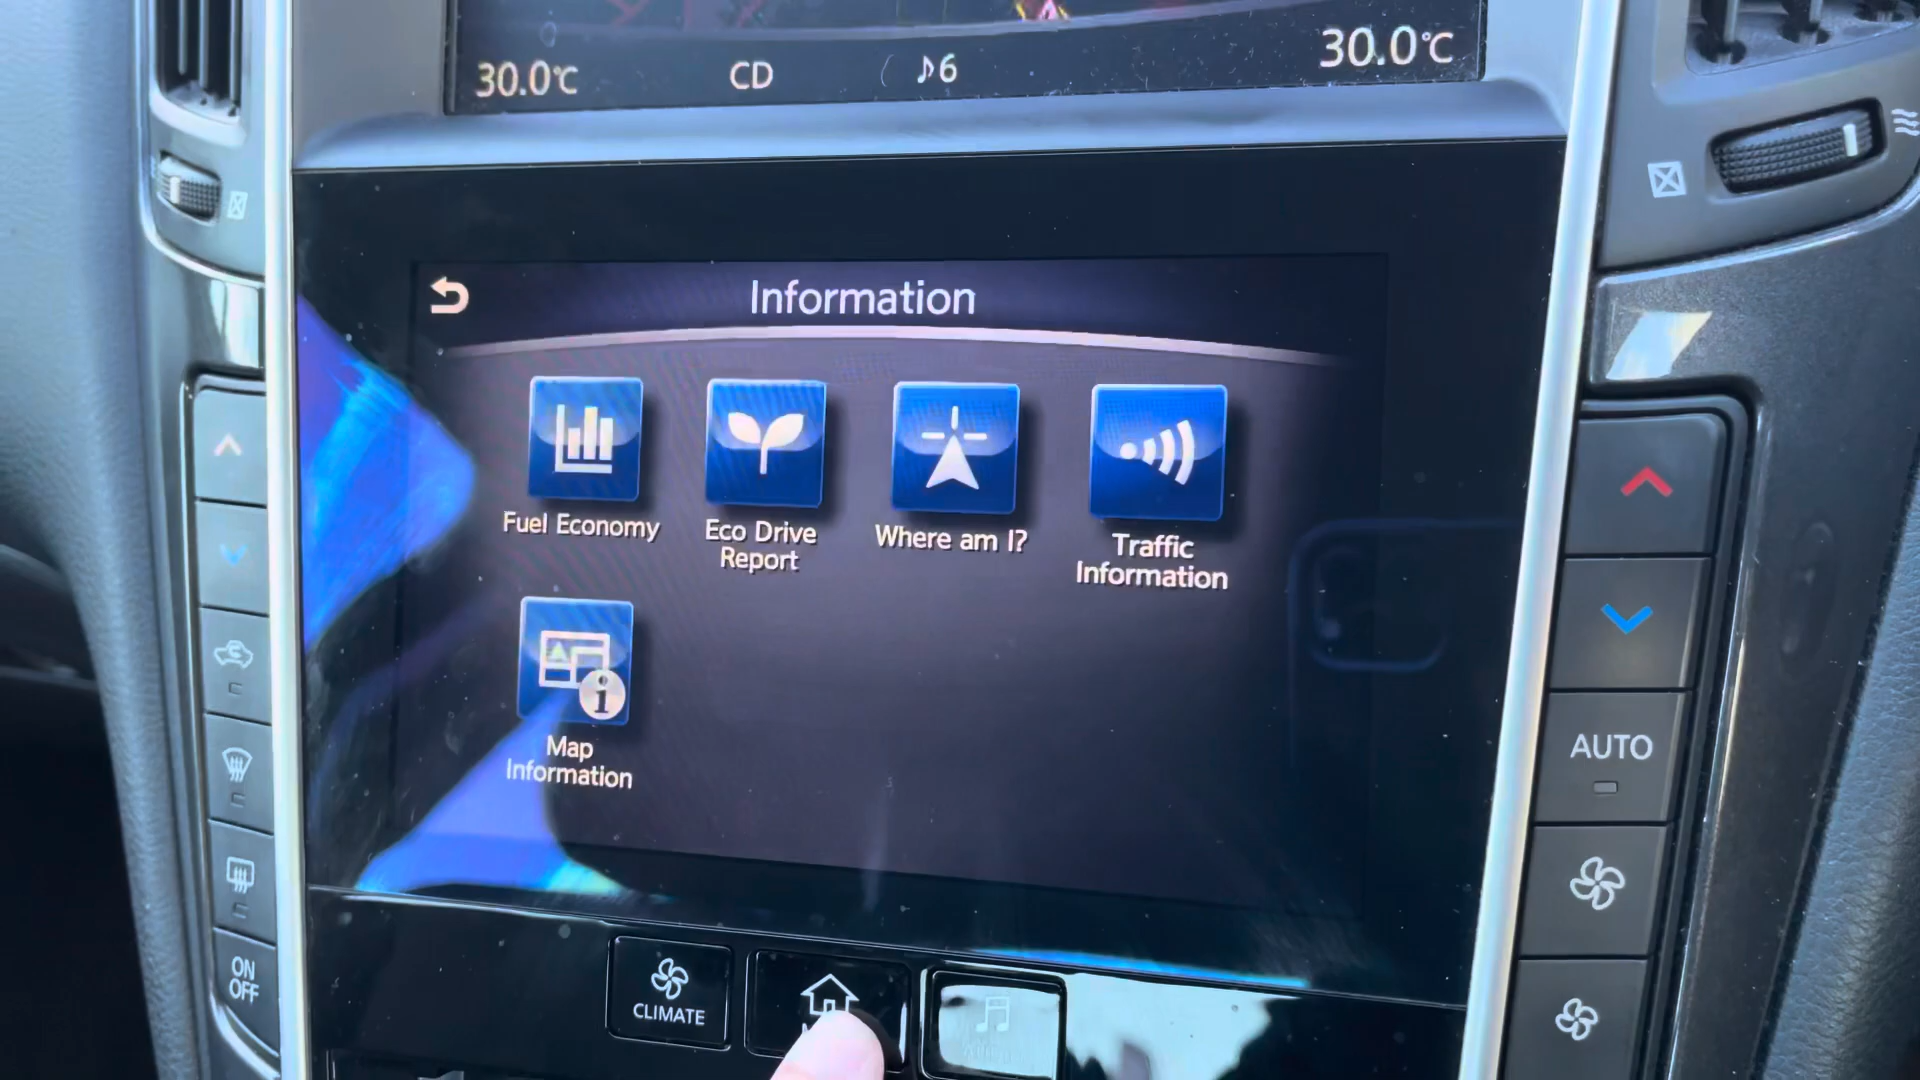 30.0℃ CD ♪6 30.0℃
Information
Fuel Economy
Eco Drive
Report
Where am I?
Traffic
Information
Map
Information
AUTO
ON
OFF
CLIMATE